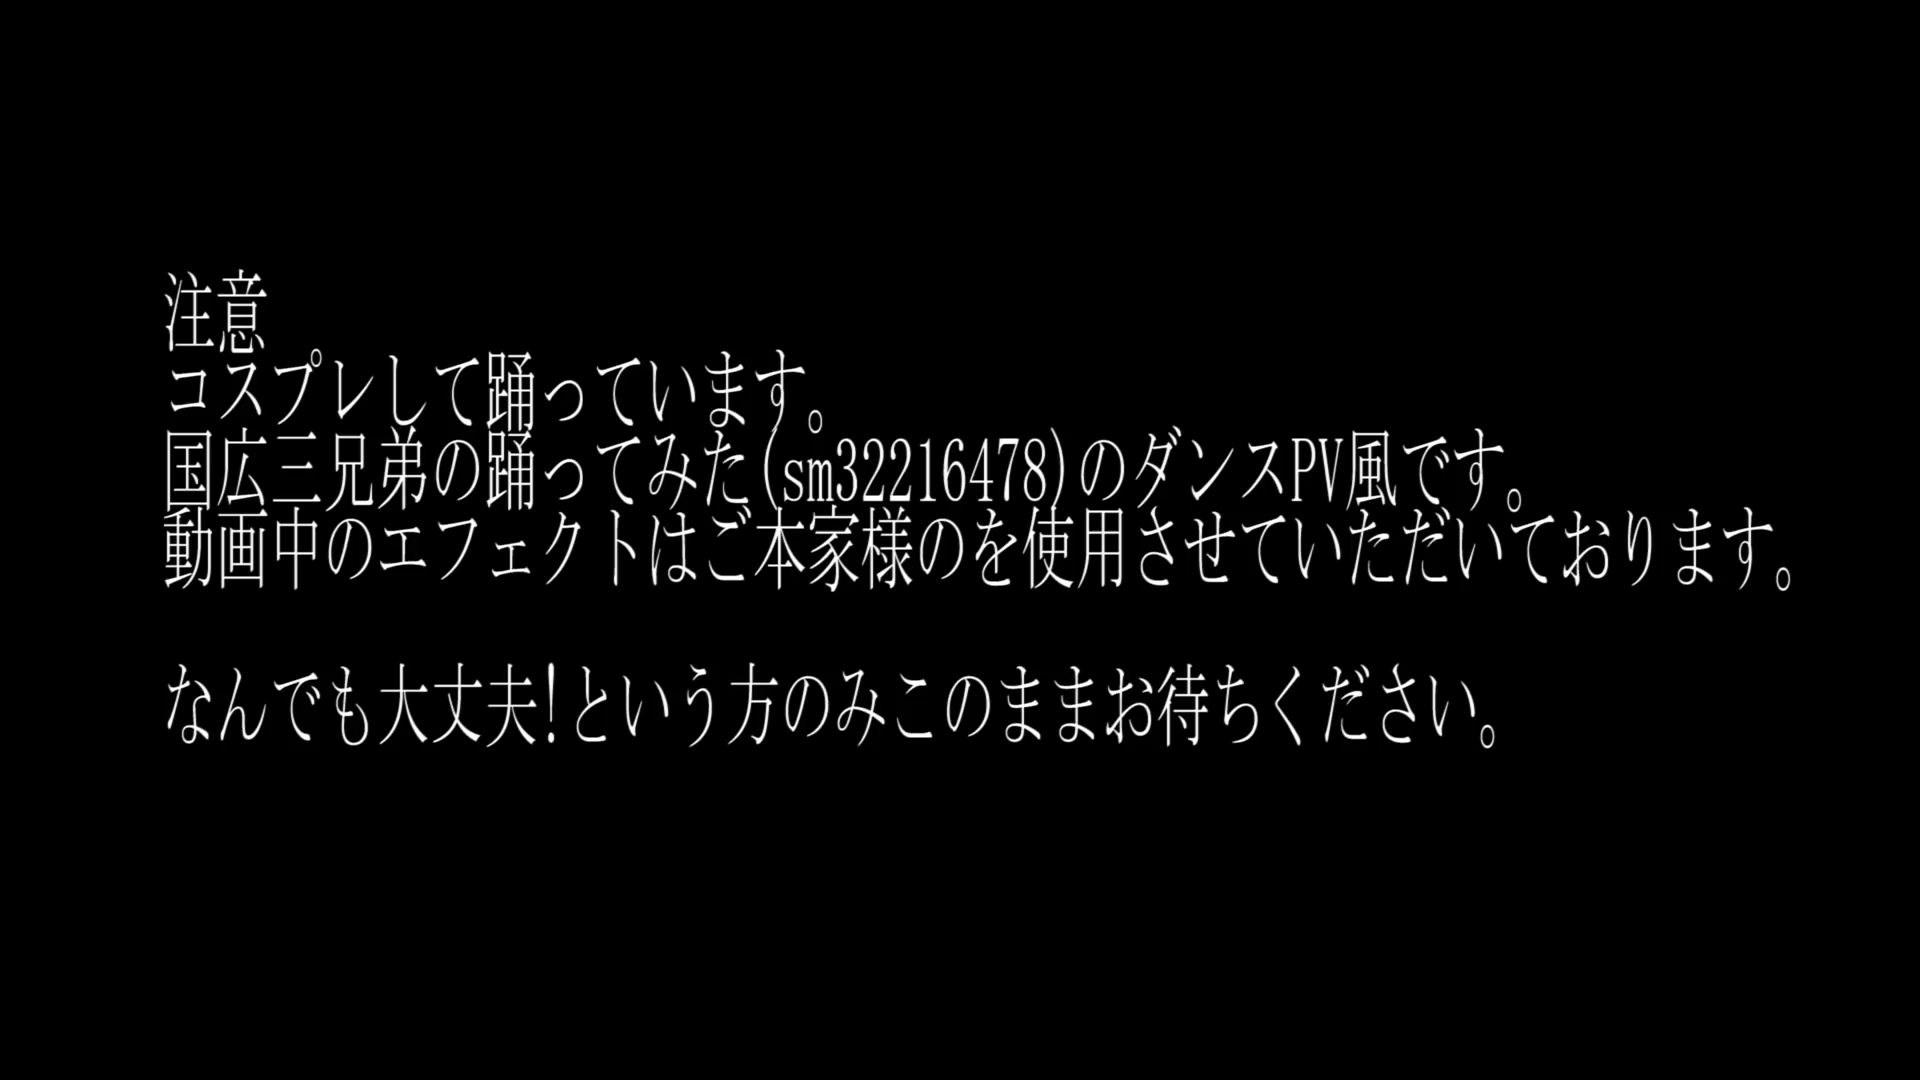 注意
コスプレして踊っています。
国広三兄弟の踊ってみた(sm32216478)のダンスPV風です。
動画中のエフェクトはご本家様のを使用させていただいております。
なんでも大丈夫!という方のみこのままお待ちください。